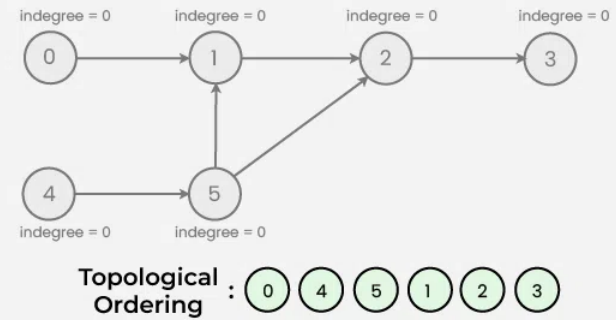 indegree = 0 indegree = 0 indegree = 0 indegree = 0
0 1 2 3
4 5
indegree = 0 indegree = 0
Topological
Ordering : 0 4 5 1 2 3